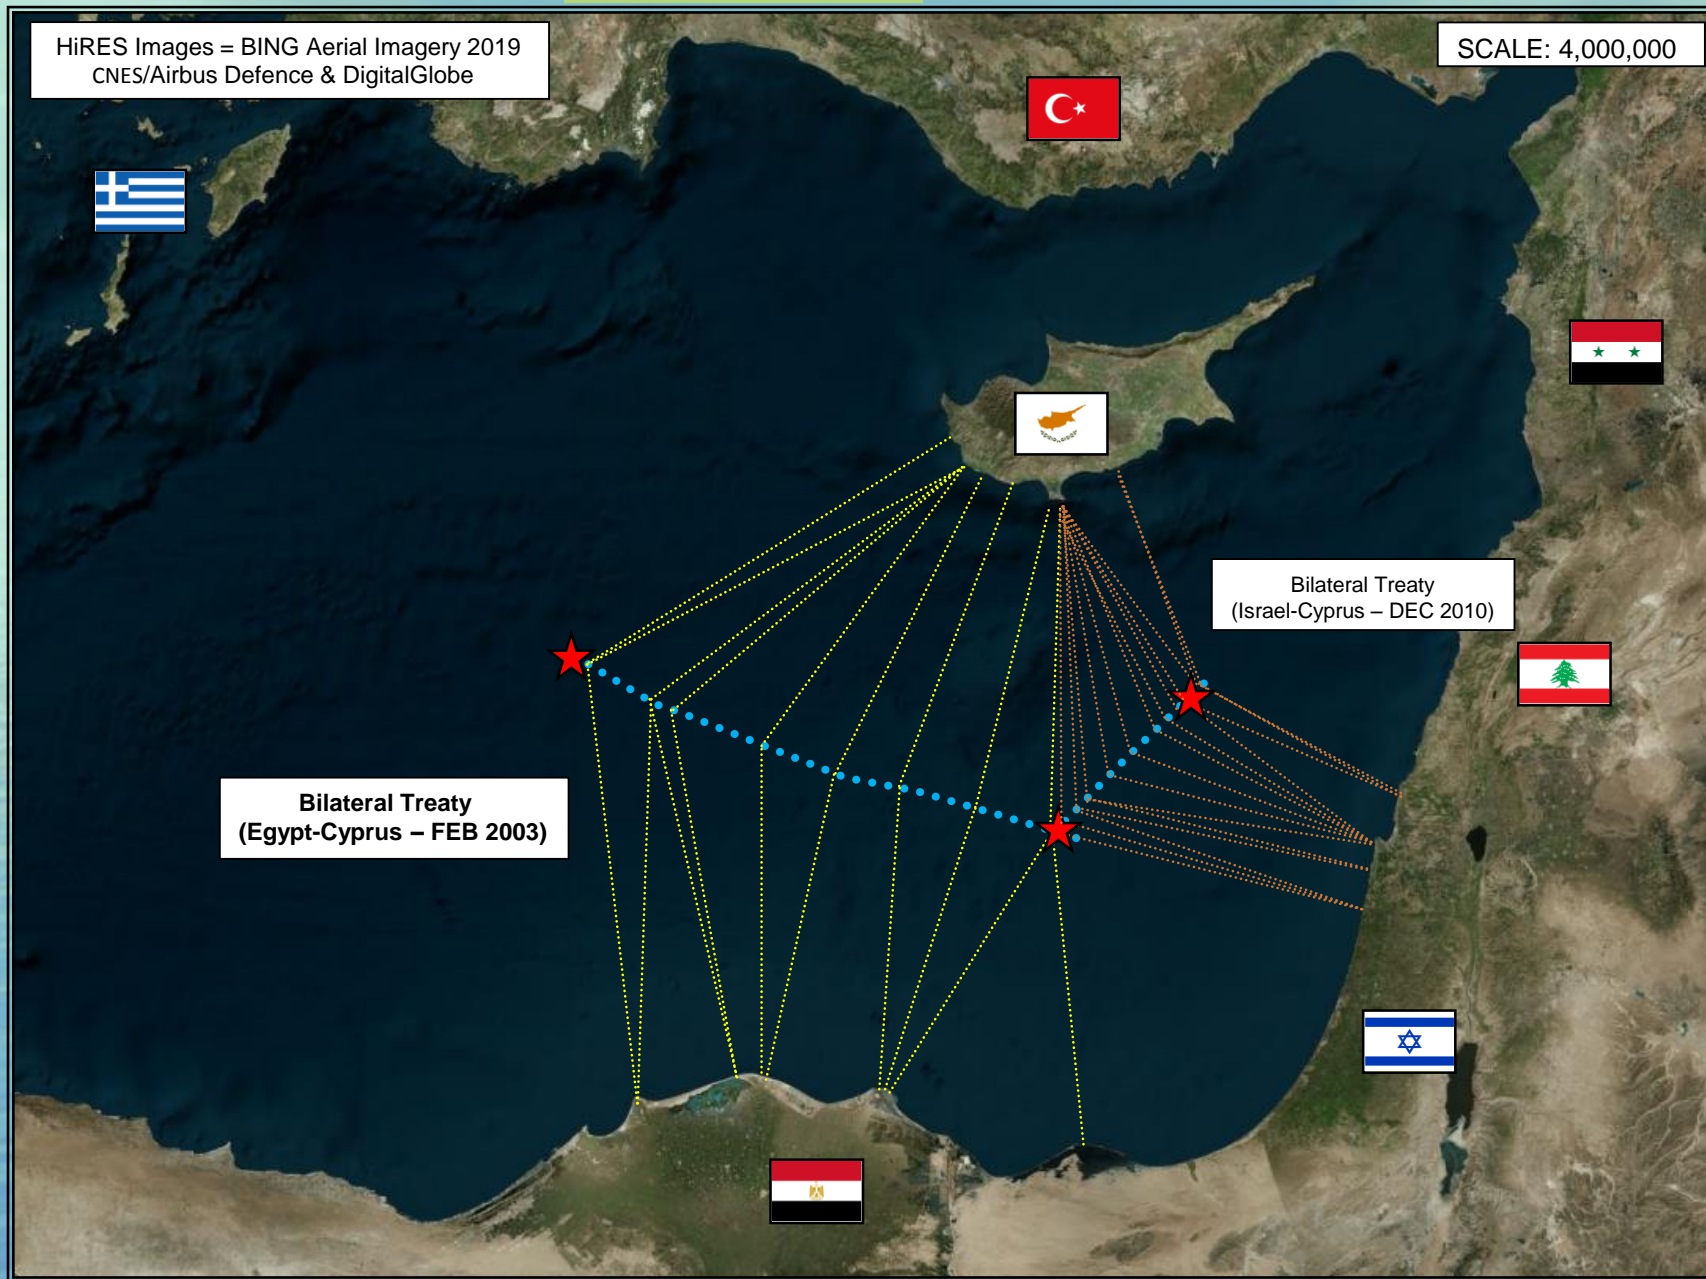 HiRES Images = BING Aerial Imagery 2019
CNES/Airbus Defence & DigitalGlobe
SCALE: 4,000,000
Bilateral Treaty
(Israel-Cyprus – DEC 2010)
Bilateral Treaty
(Egypt-Cyprus – FEB 2003)